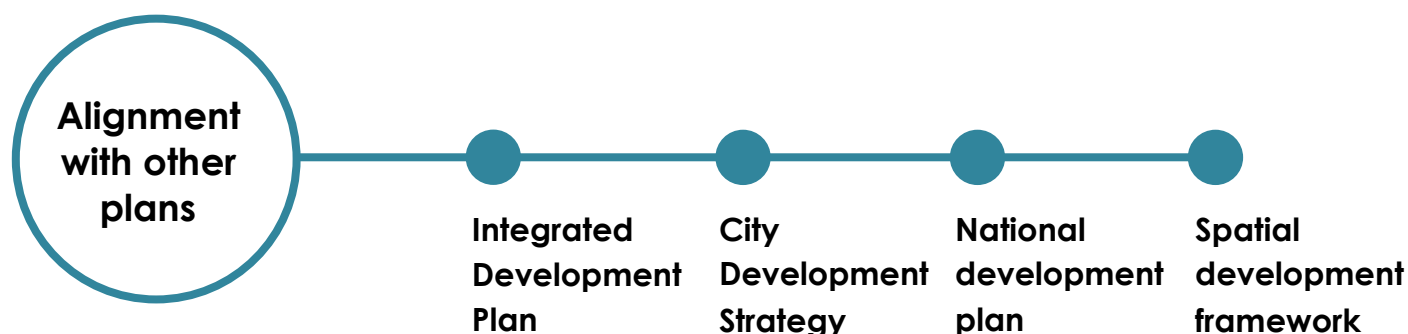 Alignment
with other
plans
Integrated
Development
Plan
City
Development
Strategy
National
development
plan
Spatial
development
framework